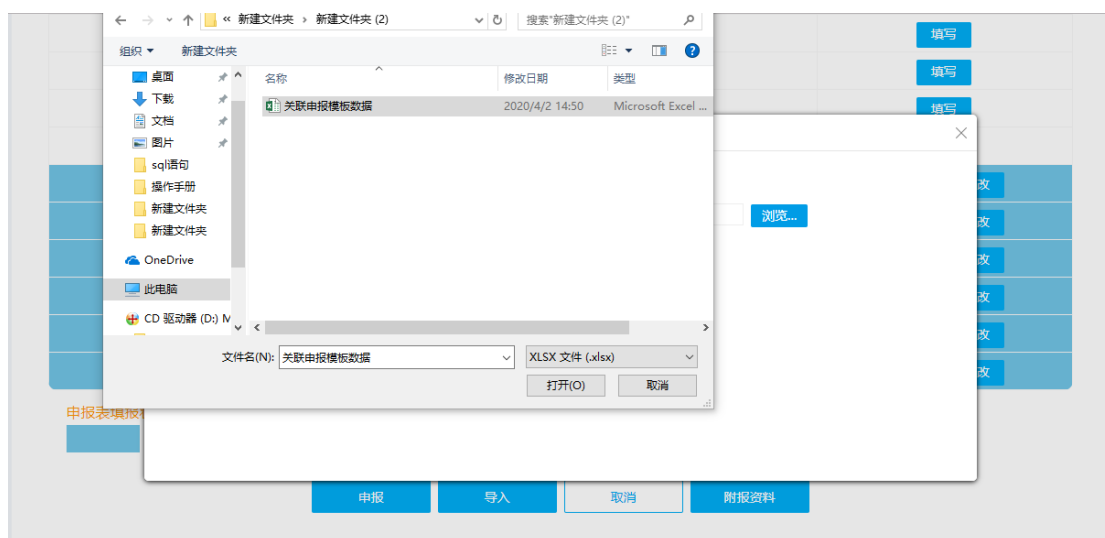 « 新建文件夹 › 新建文件夹 (2)
搜索"新建文件夹 (2)"
组织 新建文件夹
桌面
下载
文档
图片
sql语句
操作手册
新建文件夹
新建文件夹
OneDrive
此电脑
CD 驱动器 (D:) M
名称 修改日期 类型
关联申报模板数据 2020/4/2 14:50 Microsoft Excel ...
文件名(N): 关联申报模板数据 XLSX 文件 (.xlsx)
打开(O) 取消
填写
填写
填写
浏览...
改
改
改
改
改
改
申报表填报
申报 导入 取消 附报资料